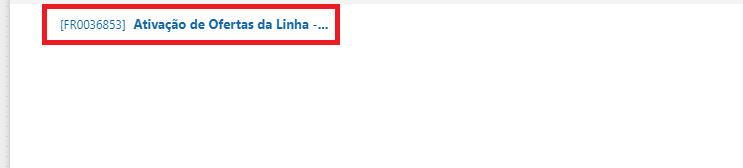 [FR0036853] Ativação de Ofertas da Linha -...